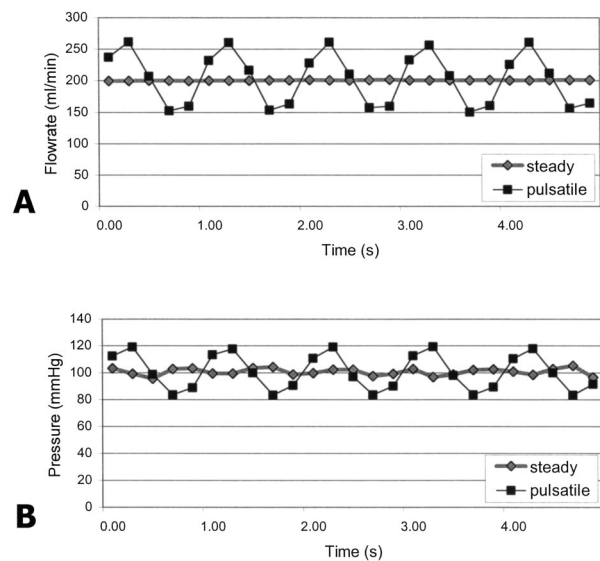 300
250
200
150
100
50
0
Flowrate (ml/min)
steady
pulsatile
A
0.00 1.00 2.00 3.00 4.00
Time (s)
140
120
100
80
60
40
20
0
Pressure (mmHg)
steady
pulsatile
B
0.00 1.00 2.00 3.00 4.00
Time (s)